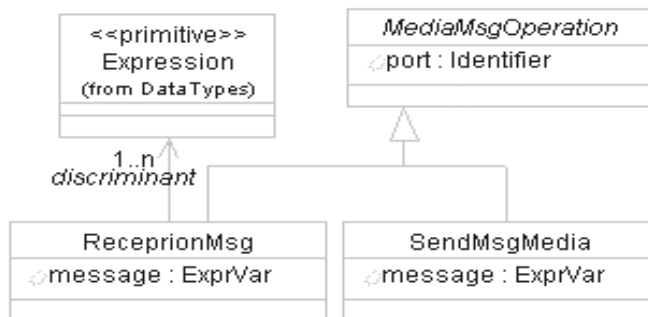 <<primitive>>
Expression
(from DataTypes)
MediaMsgOperation
port : Identifier
1..n
discriminant
ReceprionMsg
message : ExprVar
SendMsgMedia
message : ExprVar